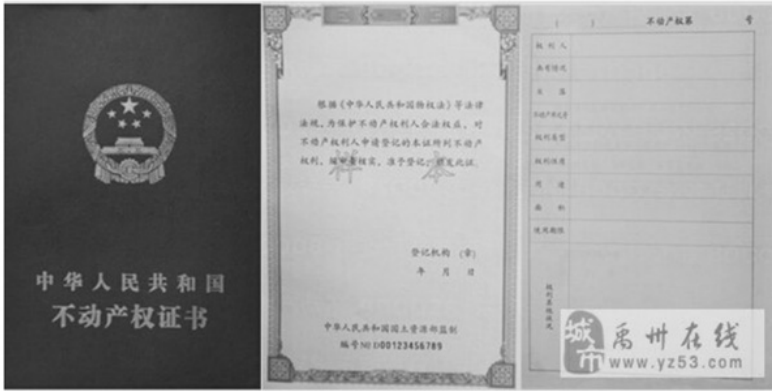 中华人民共和国
不动产权证书
根据《中华人民共和国物权法》等法律
法规，为保护不动产权利人合法权益，对
不动产权利人申请登记的本证所列不动产
权利，经审查核实，准予登记，颁发此证。
样本
登记机构（章）
年 月 日
中华人民共和国国土资源部监制
编号NO D00123456789
（ ） 不动产权第 号
权利人
共有情况
坐落
不动产单元号
权利类型
权利性质
用途
面积
使用期限
权利其他状况
城市
禹州在线
www.yz53.com